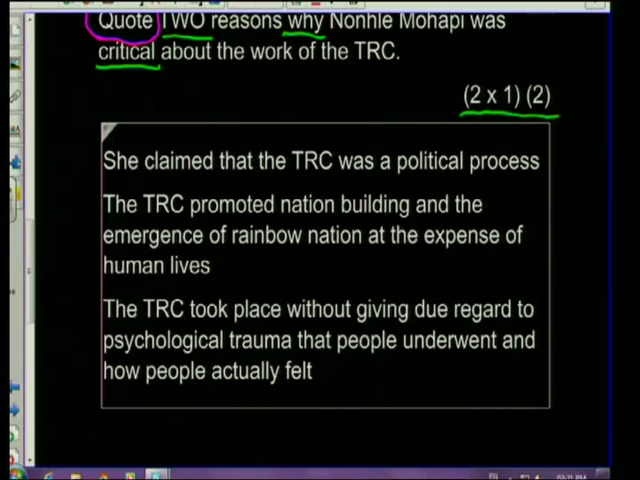 Quote TWO reasons why Nonhle Mohapi was
critical about the work of the TRC.
(2 x 1) (2)
She claimed that the TRC was a political process
The TRC promoted nation building and the
emergence of rainbow nation at the expense of
human lives
The TRC took place without giving due regard to
psychological trauma that people underwent and
how people actually felt